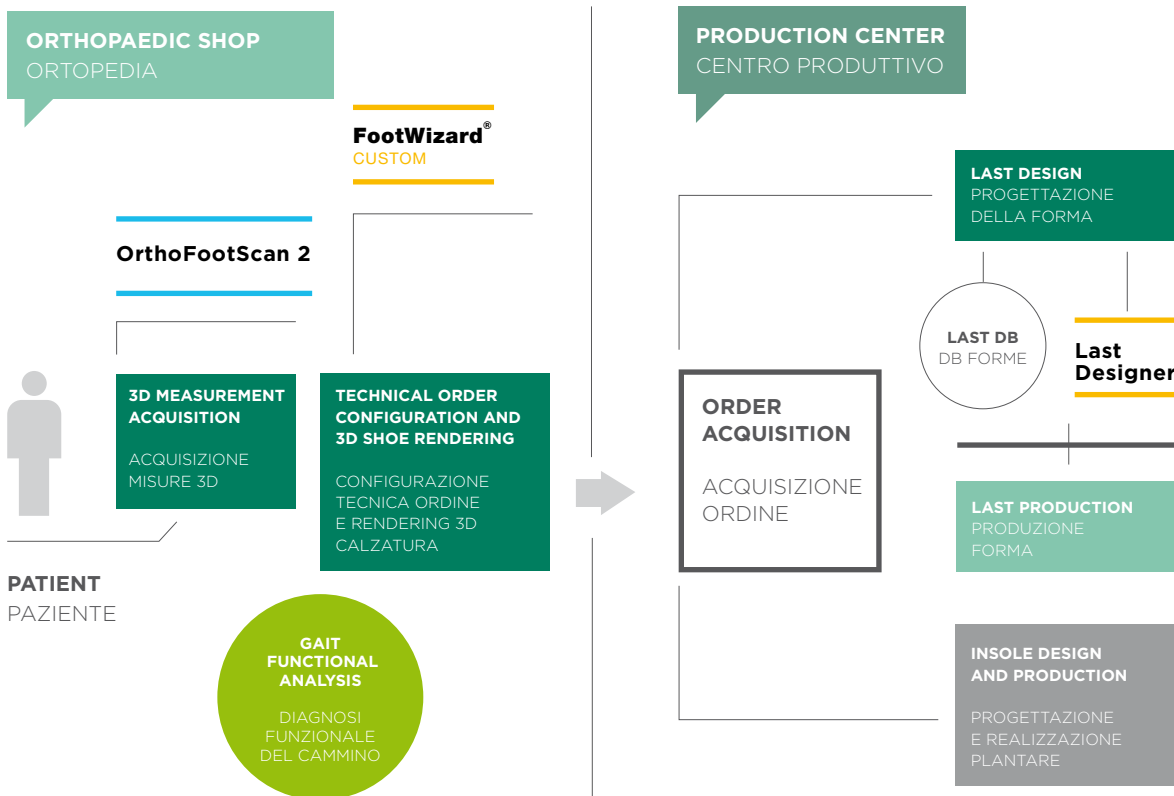 ORTHOPAEDIC SHOP
ORTOPEDIA
FootWizard®
CUSTOM
OrthoFootScan 2
3D MEASUREMENT
ACQUISITION
ACQUISIZIONE
MISURE 3D
TECHNICAL ORDER
CONFIGURATION AND
3D SHOE RENDERING
CONFIGURAZIONE
TECNICA ORDINE
E RENDERING 3D
CALZATURA
PATIENT
PAZIENTE
GAIT
FUNCTIONAL
ANALYSIS
DIAGNOSI
FUNZIONALE
DEL CAMMINO
PRODUCTION CENTER
CENTRO PRODUTTIVO
LAST DESIGN
PROGETTAZIONE
DELLA FORMA
LAST DB
DB FORME
Last
Designer
ORDER
ACQUISITION
ACQUISIZIONE
ORDINE
LAST PRODUCTION
PRODUZIONE
FORMA
INSOLE DESIGN
AND PRODUCTION
PROGETTAZIONE
E REALIZZAZIONE
PLANTARE